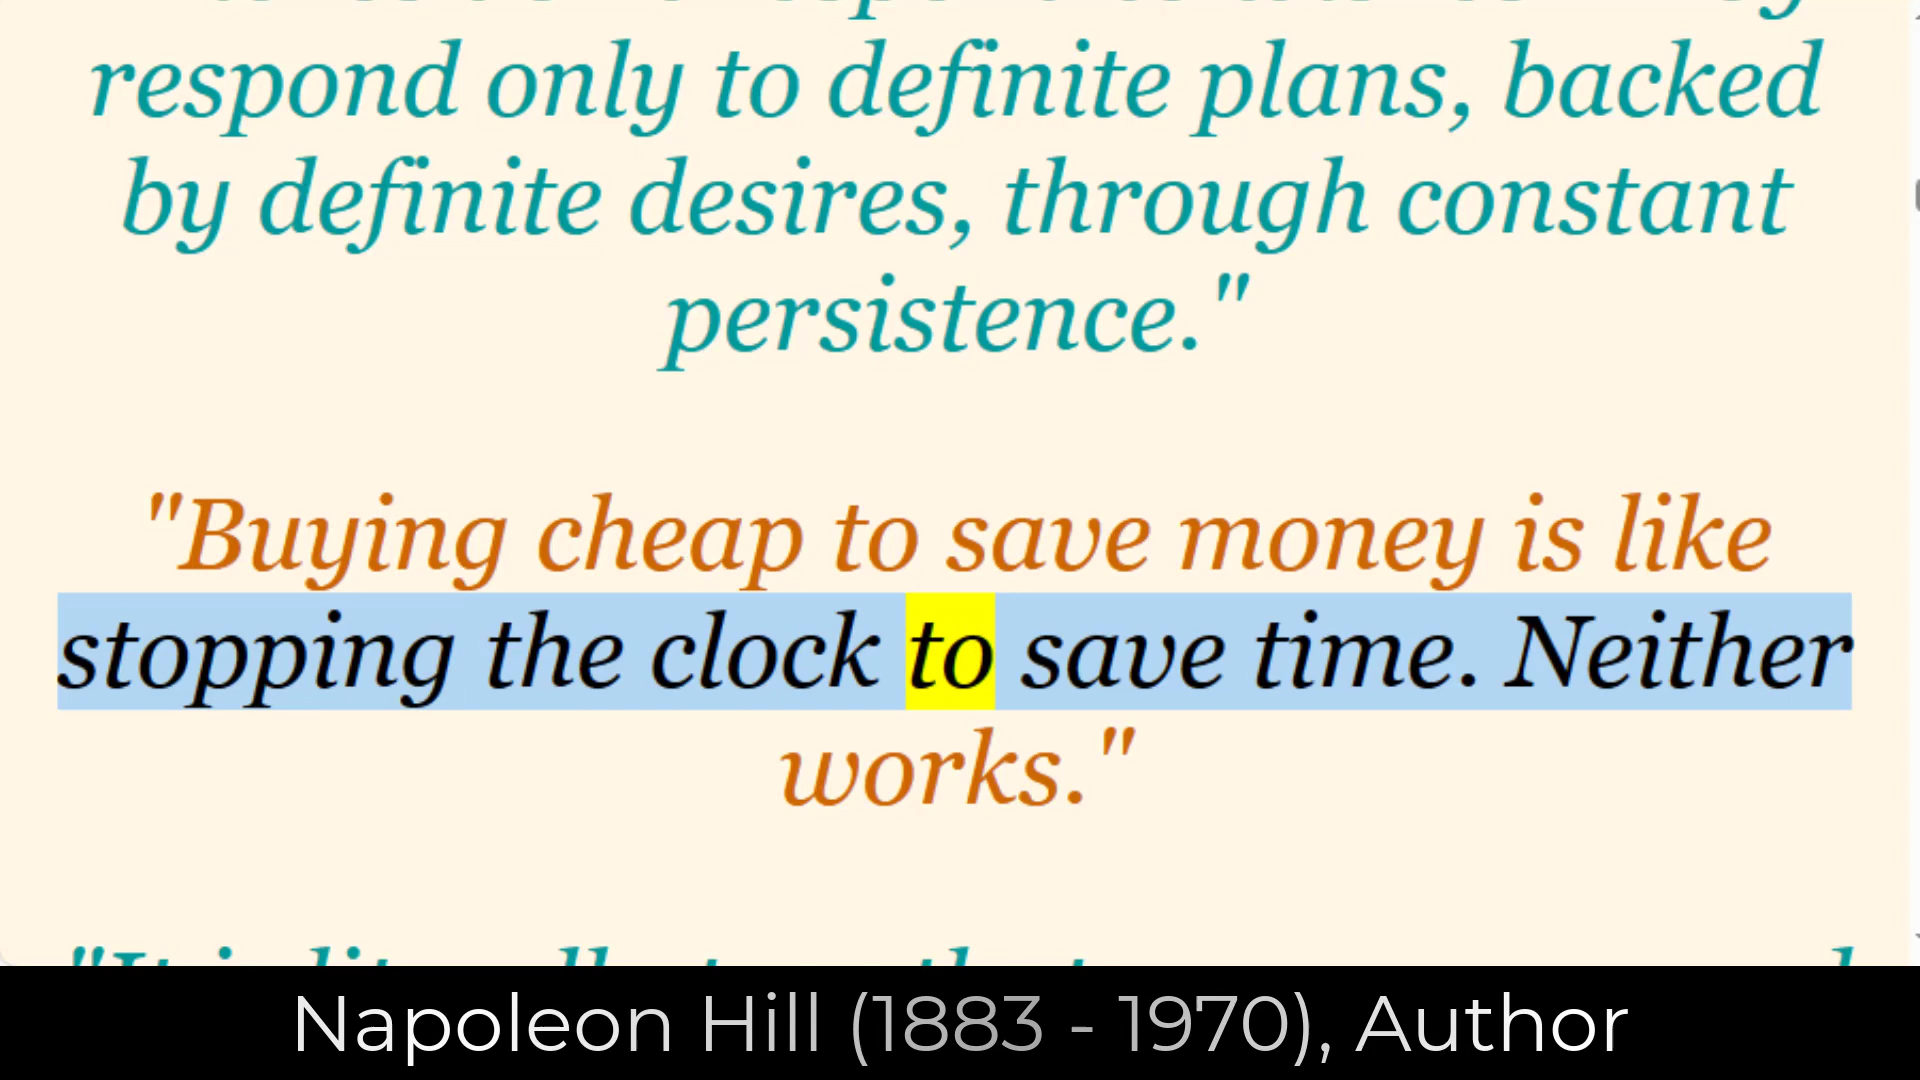 respond only to definite plans, backed
by definite desires, through constant
persistence."
"Buying cheap to save money is like
stopping the clock to save time. Neither
works."
Napoleon Hill (1883 - 1970), Author